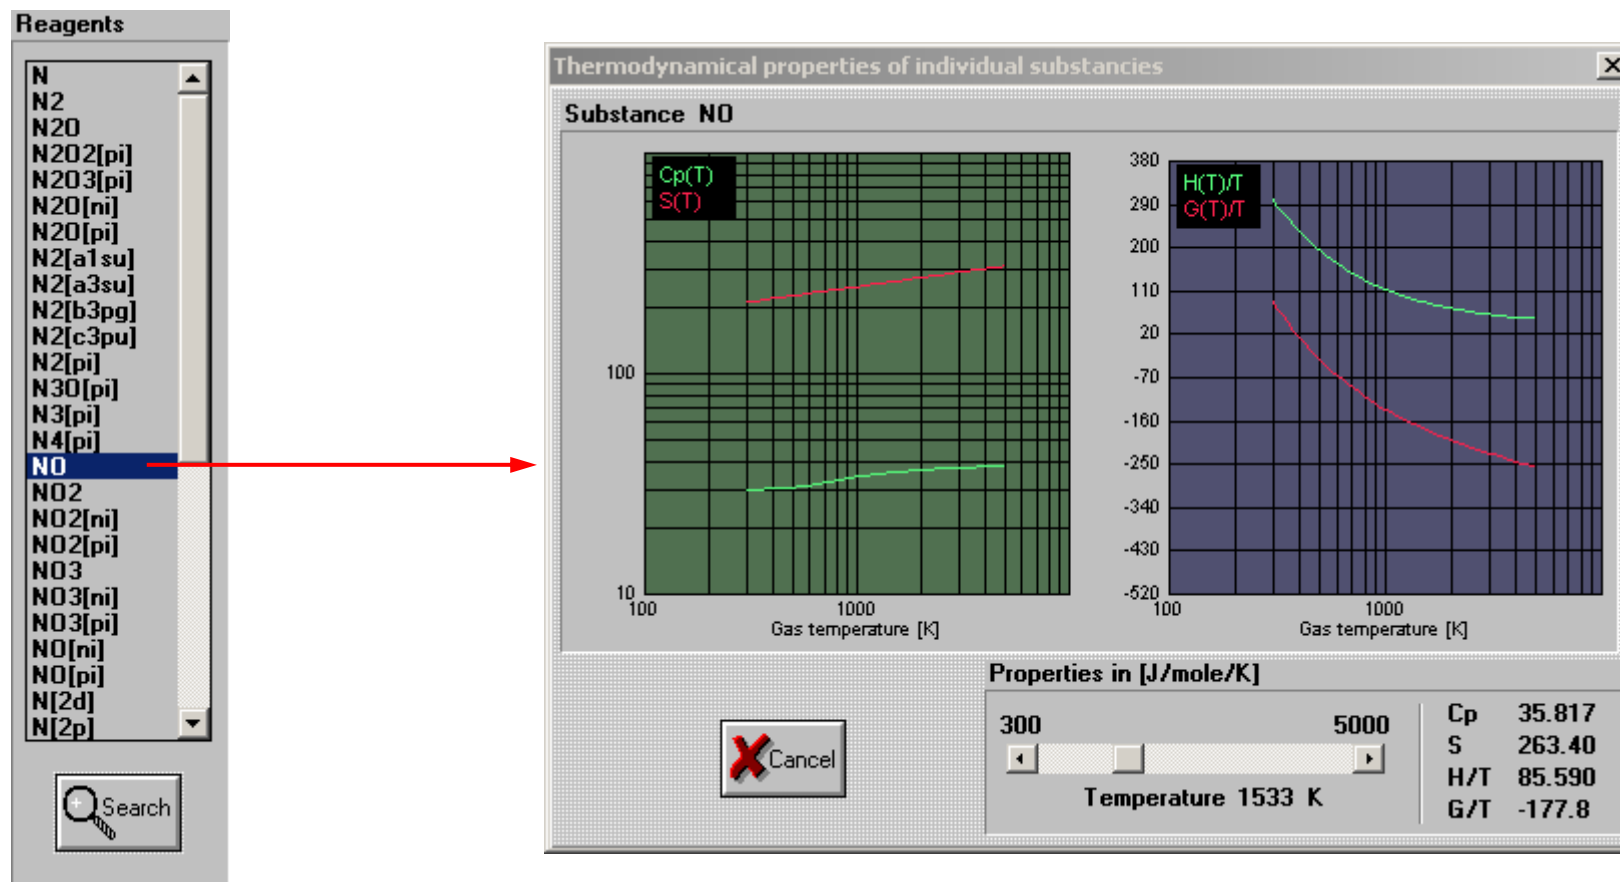 Reagents
N
N2
N2O
N2O2[pi]
N2O3[pi]
N2O[ni]
N2O[pi]
N2[a1su]
N2[a3su]
N2[b3pg]
N2[c3pu]
N2[pi]
N3O[pi]
N3[pi]
N4[pi]
NO
NO2
NO2[ni]
NO2[pi]
NO3
NO3[ni]
NO3[pi]
NO[ni]
NO[pi]
N[2d]
N[2p]
Search
Thermodynamical properties of individual substancies
Substance NO
Cp(T)
S(T)
100
10
100 1000
Gas temperature [K]
H(T)/T
G(T)/T
380
290
200
110
20
-70
-160
-250
-340
-430
-520
100 1000
Gas temperature [K]
Cancel
Properties in [J/mole/K]
300 5000
Temperature 1533 K
Cp 35.817
S 263.40
H/T 85.590
G/T -177.8